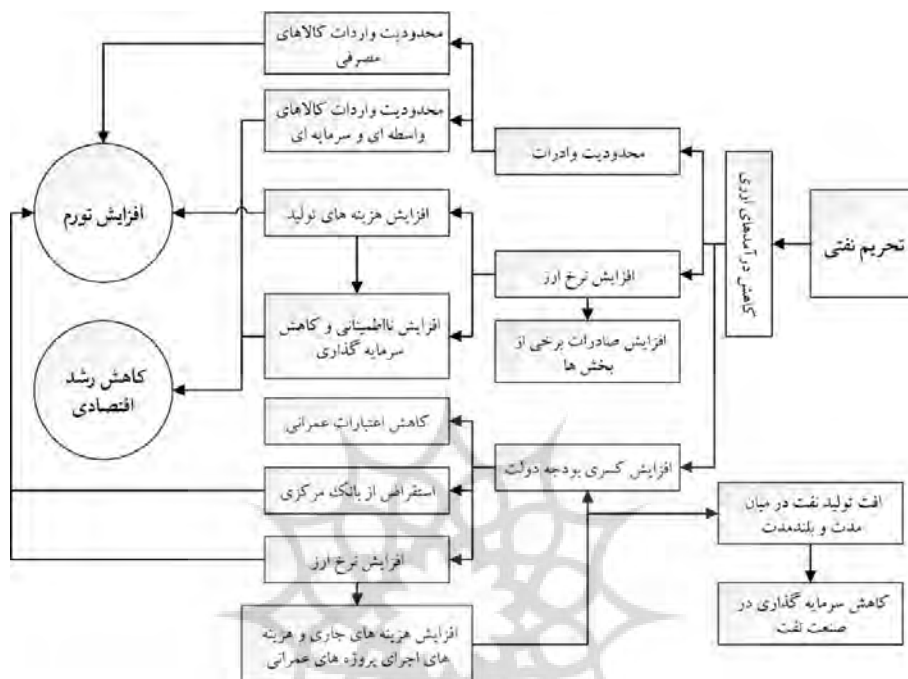 محدودیت واردات کالاهای
مصرفی
محدودیت واردات کالاهای
واسطه ای و سرمایه ای
محدودیت وادرات
کاهش درآمدهای ارزی
تحریم نفتی
افزایش تورم
افزایش هزینه های تولید
افزایش نرخ ارز
افزایش نااطمینانی و کاهش
سرمایه گذاری
افزایش صادرات برخی از
بخش ها
کاهش رشد
اقتصادی
کاهش اعتبارات عمرانی
افزایش کسری بودجه دولت
استقراض از بانک مرکزی
افت تولید نفت در میان
مدت و بلندمدت
افزایش نرخ ارز
کاهش سرمایه گذاری در
صنعت نفت
افزایش هزینه های جاری و هزینه
های اجرای پروژه های عمرانی